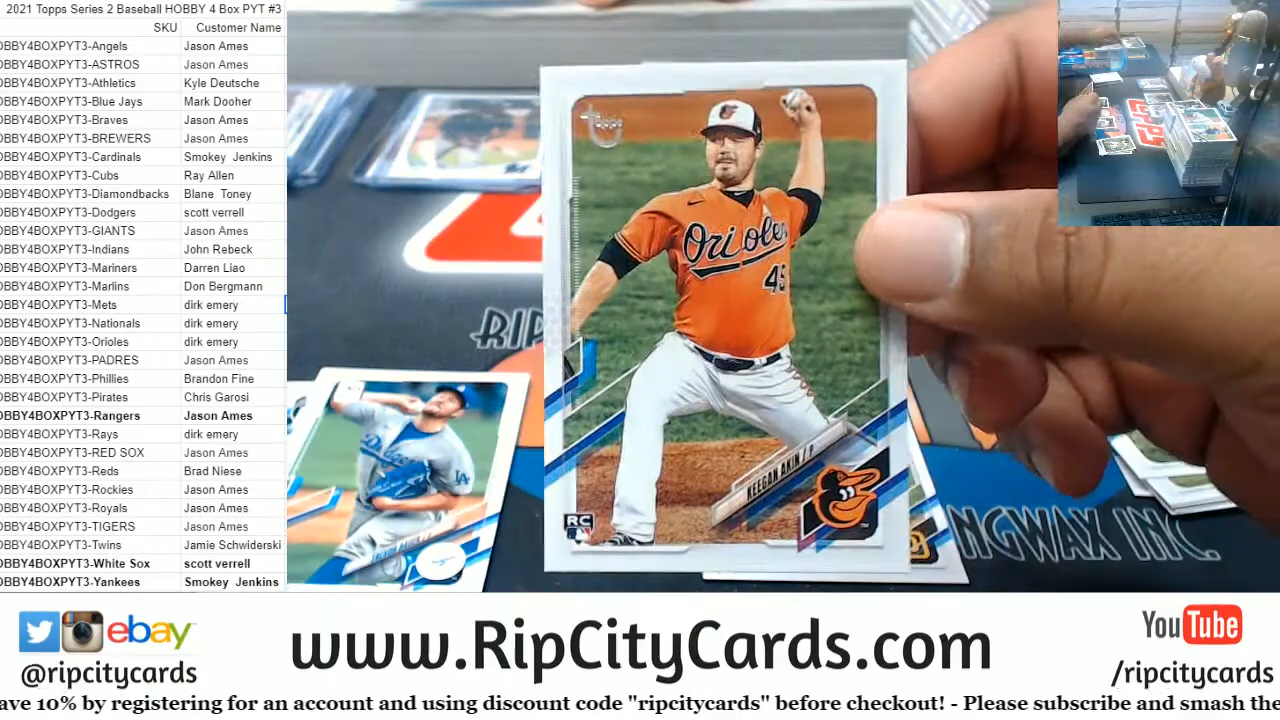 2021 Topps Series 2 Baseball HOBBY 4 Box PYT #3
SKU Customer Name
OBBY4BOXPYT3-Angels Jason Ames
OBBY4BOXPYT3-ASTROS Jason Ames
OBBY4BOXPYT3-Athletics Kyle Deutsche
OBBY4BOXPYT3-Blue Jays Mark Dooher
OBBY4BOXPYT3-Braves Jason Ames
OBBY4BOXPYT3-BREWERS Jason Ames
OBBY4BOXPYT3-Cardinals Smokey Jenkins
OBBY4BOXPYT3-Cubs Ray Allen
OBBY4BOXPYT3-Diamondbacks Blane Toney
OBBY4BOXPYT3-Dodgers scott verrell
OBBY4BOXPYT3-GIANTS Jason Ames
OBBY4BOXPYT3-Indians John Rebeck
OBBY4BOXPYT3-Mariners Darren Liao
OBBY4BOXPYT3-Marlins Don Bergmann
OBBY4BOXPYT3-Mets dirk emery
OBBY4BOXPYT3-Nationals dirk emery
OBBY4BOXPYT3-Orioles dirk emery
OBBY4BOXPYT3-PADRES Jason Ames
OBBY4BOXPYT3-Phillies Brandon Fine
OBBY4BOXPYT3-Pirates Chris Garosi
OBBY4BOXPYT3-Rangers Jason Ames
OBBY4BOXPYT3-Rays dirk emery
OBBY4BOXPYT3-RED SOX Jason Ames
OBBY4BOXPYT3-Reds Brad Niese
OBBY4BOXPYT3-Rockies Jason Ames
OBBY4BOXPYT3-Royals Jason Ames
OBBY4BOXPYT3-TIGERS Jason Ames
OBBY4BOXPYT3-Twins Jamie Schwiderski
OBBY4BOXPYT3-White Sox scott verrell
OBBY4BOXPYT3-Yankees Smokey Jenkins
Orioles
45
KEEGAN AKIN / P
RC
Dodgers
LA
RIP
NGWAX INC.
ebay
@ripcitycards
www.RipCityCards.com
YouTube
/ripcitycards
ave 10% by registering for an account and using discount code "ripcitycards" before checkout! - Please subscribe and smash the